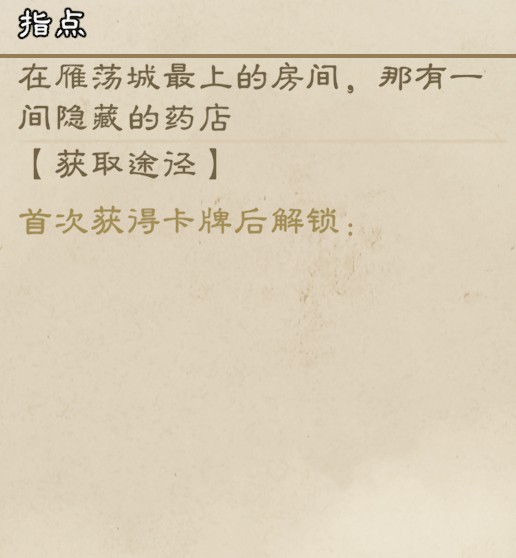 指点
在雁荡城最上的房间，那有一
间隐藏的药店
【获取途径】
首次获得卡牌后解锁：